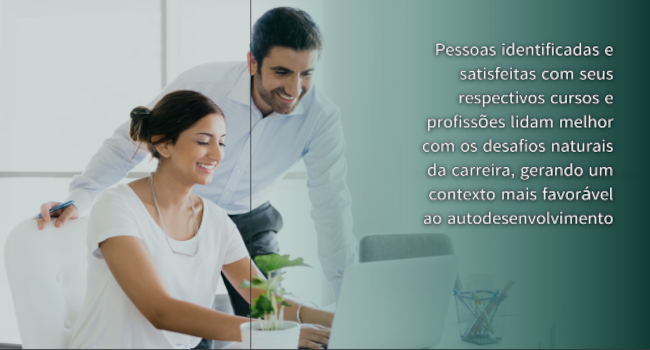 Pessoas identificadas e
satisfeitas com seus
respectivos cursos e
profissões lidam melhor
com os desafios naturais
da carreira, gerando um
contexto mais favorável
ao autodesenvolvimento